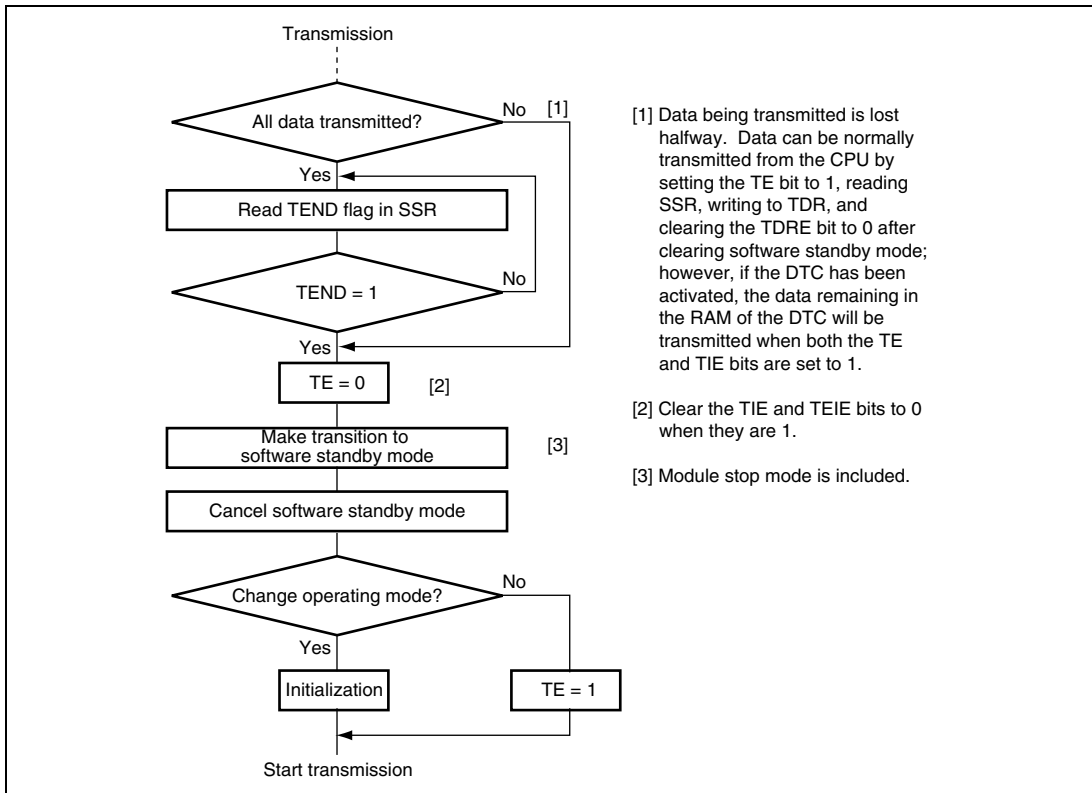 Transmission
All data transmitted?
No
[1]
Yes
Read TEND flag in SSR
TEND = 1
No
Yes
TE = 0
[2]
Make transition to
software standby mode
[3]
Cancel software standby mode
Change operating mode?
No
Yes
Initialization
TE = 1
Start transmission
[1] Data being transmitted is lost
halfway. Data can be normally
transmitted from the CPU by
setting the TE bit to 1, reading
SSR, writing to TDR, and
clearing the TDRE bit to 0 after
clearing software standby mode;
however, if the DTC has been
activated, the data remaining in
the RAM of the DTC will be
transmitted when both the TE
and TIE bits are set to 1.
[2] Clear the TIE and TEIE bits to 0
when they are 1.
[3] Module stop mode is included.